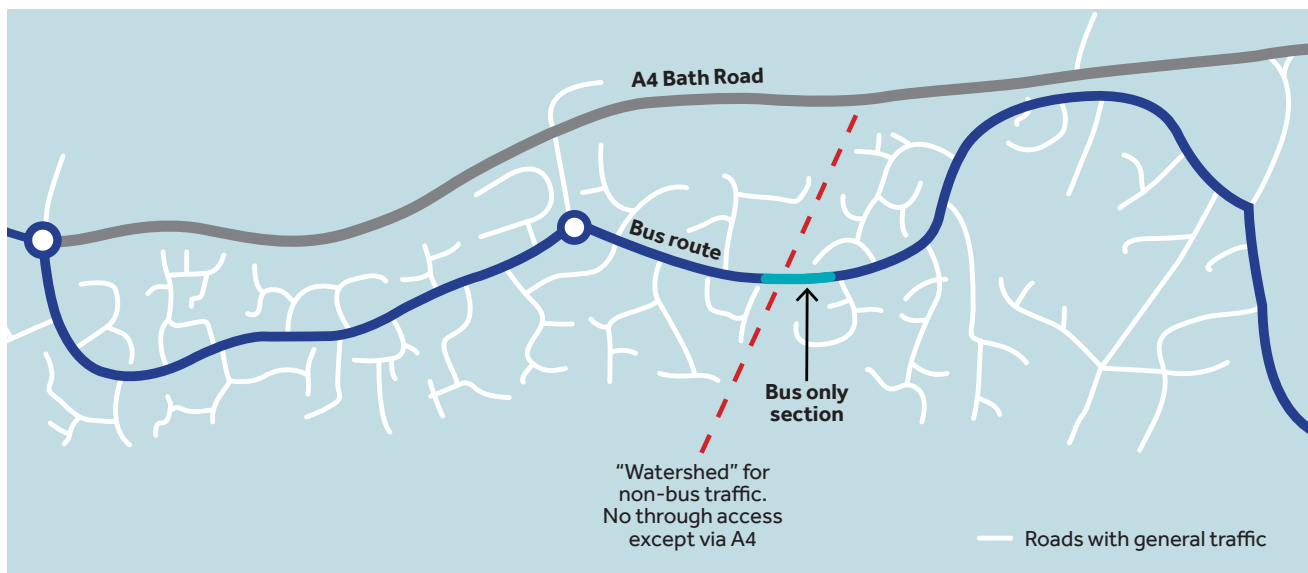 A4 Bath Road
Bus route
Bus only
section
“Watershed” for
non-bus traffic.
No through access
except via A4
Roads with general traffic